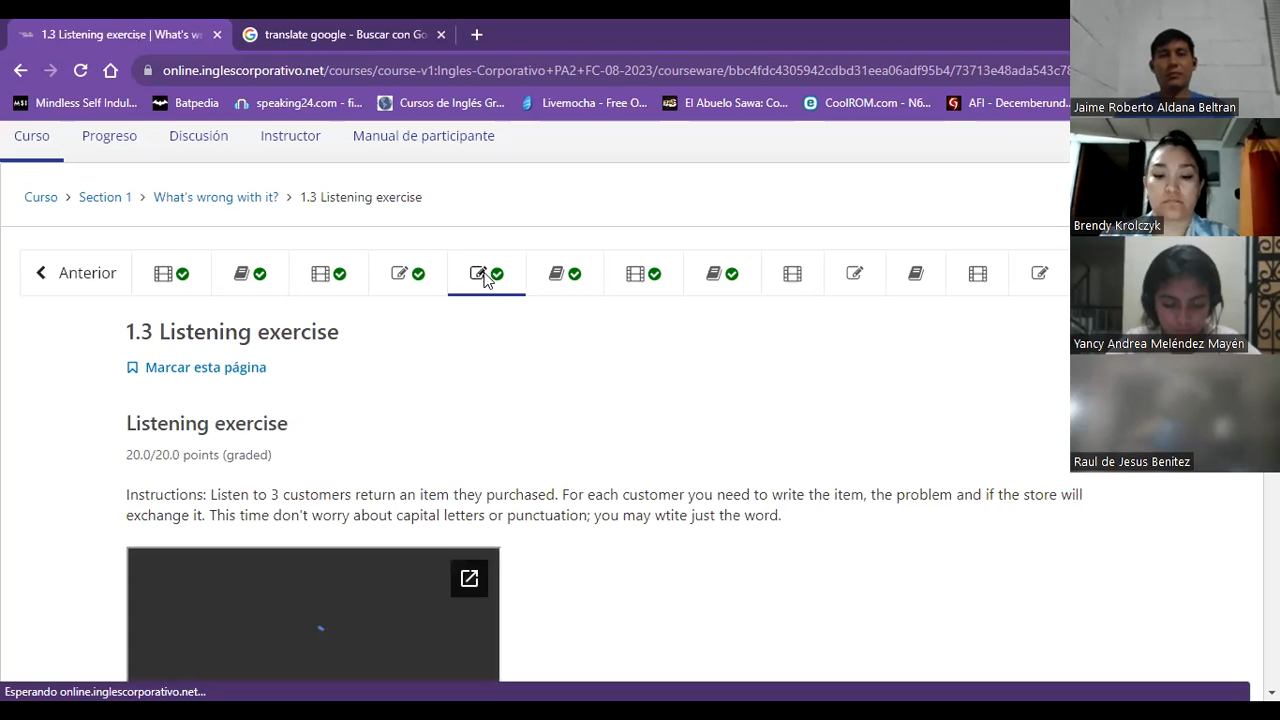 1.3 Listening exercise | What's w
translate google - Buscar con Go
online.inglescorporativo.net/courses/course-v1:Ingles-Corporativo+PA2+FC-08-2023/courseware/bbc4fdc4305942cdbd31eea06adf95b4/73713e48ada543c78
Mindless Self Indul...
Batpedia
speaking24.com - fi...
Cursos de Inglés Gr...
Livemocha - Free O...
El Abuelo Sawa: Co...
CoolROM.com - N6...
AFI - Decemberund...
Curso
Progreso
Discusión
Instructor
Manual de participante
Curso > Section 1 > What's wrong with it? > 1.3 Listening exercise
Anterior
1.3 Listening exercise
Marcar esta página
Listening exercise
20.0/20.0 points (graded)
Instructions: Listen to 3 customers return an item they purchased. For each customer you need to write the item, the problem and if the store will
exchange it. This time don't worry about capital letters or punctuation; you may wtite just the word.
Esperando online.inglescorporativo.net...
Jaime Roberto Aldana Beltran
Brendy Krolczyk
Yancy Andrea Meléndez Mayén
Raul de Jesus Benitez